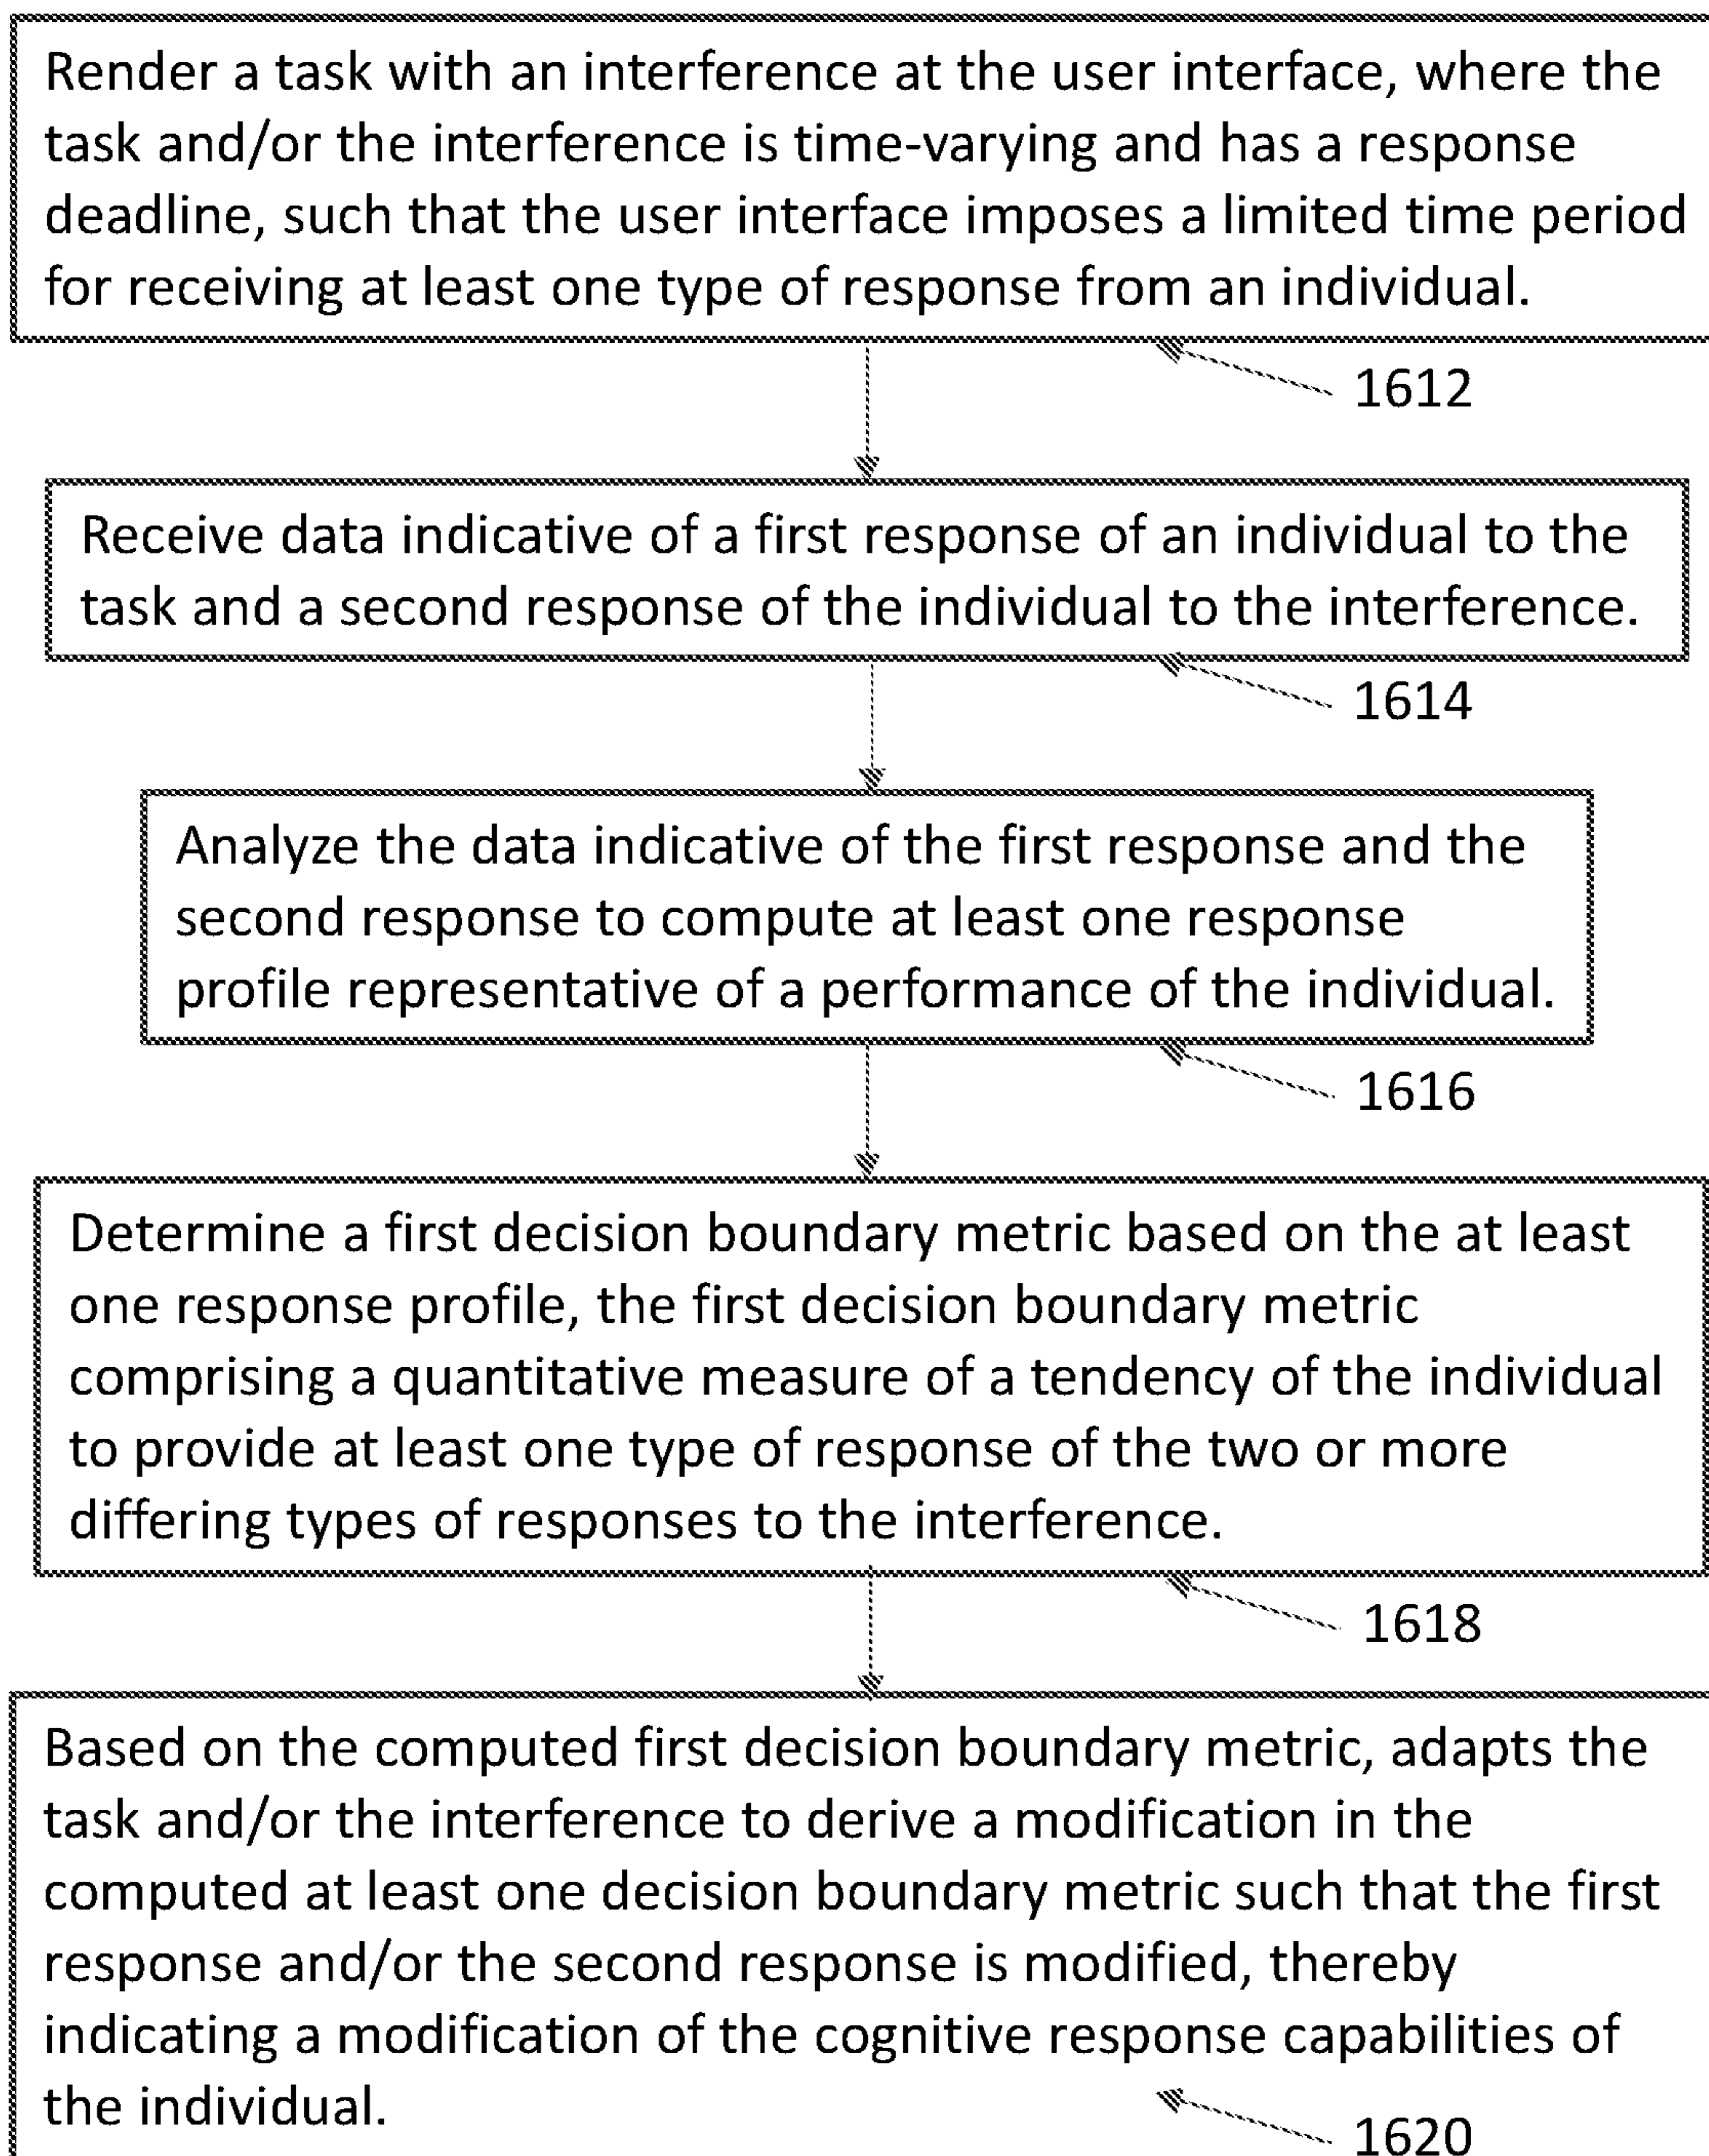 Render a task with an interference at the user interface, where the
task and/or the interference is time-varying and has a response
deadline, such that the user interface imposes a limited time period
for receiving at least one type of response from an individual.
1612
Receive data indicative of a first response of an individual to the
task and a second response of the individual to the interference.
1614
Analyze the data indicative of the first response and the
second response to compute at least one response
profile representative of a performance of the individual.
1616
Determine a first decision boundary metric based on the at least
one response profile, the first decision boundary metric
comprising a quantitative measure of a tendency of the individual
to provide at least one type of response of the two or more
differing types of responses to the interference.
1618
Based on the computed first decision boundary metric, adapts the
task and/or the interference to derive a modification in the
computed at least one decision boundary metric such that the first
response and/or the second response is modified, thereby
indicating a modification of the cognitive response capabilities of
the individual.
1620